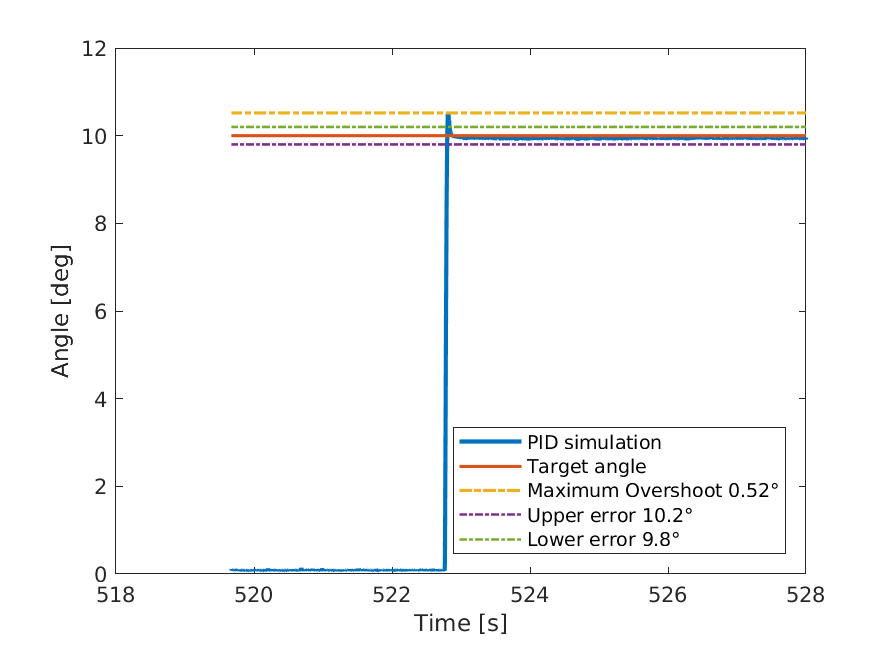 12
10
8
6
4
2
0
Angle [deg]
PID simulation
Target angle
Maximum Overshoot 0.52°
Upper error 10.2°
Lower error 9.8°
518 520 522 524 526 528
Time [s]